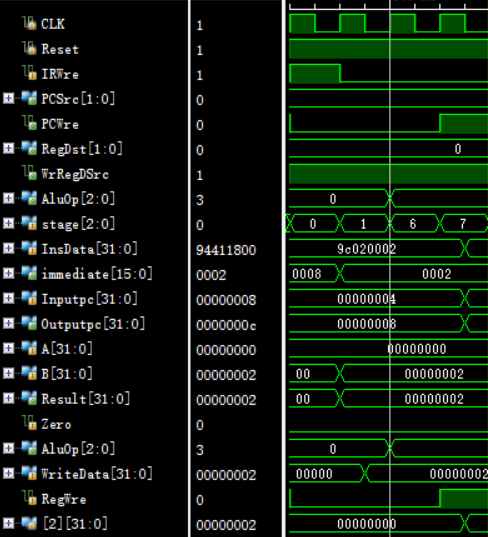 CLK 1
Reset 1
IRWre 1
PCSrc[1:0] 0
PCWre 0
RegDst[1:0] 0 0
WrRegDSrc 1
AluOp[2:0] 3 0
stage[2:0] 0 0 1 6 7
InsData[31:0] 94411800 9c020002
immediate[15:0] 0002 0008 0002
Inputpc[31:0] 00000008 00000004
Outputpc[31:0] 0000000c 00000008
A[31:0] 00000000 00000000
B[31:0] 00000002 00 00000002
Result[31:0] 00000002 00 00000002
Zero 0
AluOp[2:0] 3 0
WriteData[31:0] 00000002 00000 00000002
RegWre 0
[2][31:0] 00000002 00000000